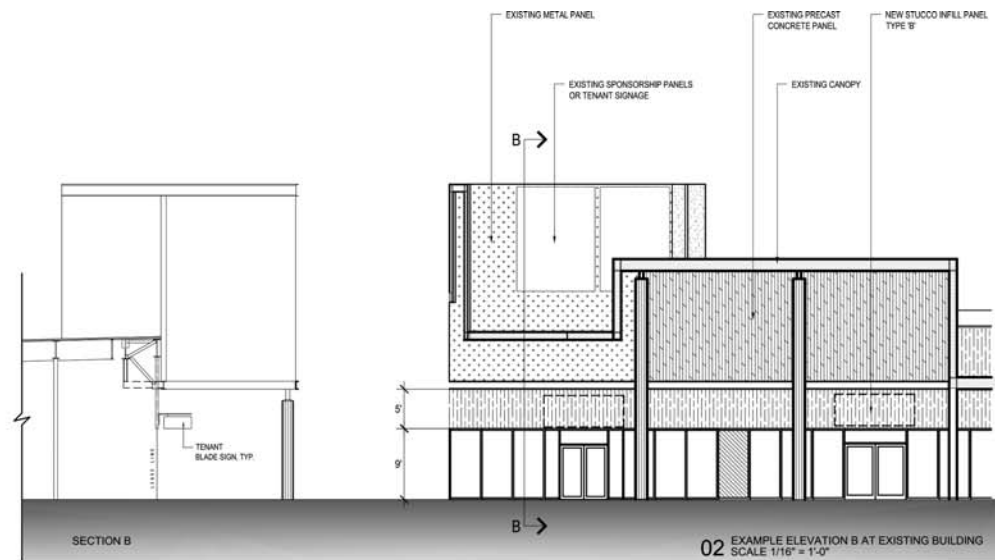 EXISTING METAL PANEL
EXISTING PRECAST
CONCRETE PANEL
NEW STUCCO INFILL PANEL
TYPE 'B'
EXISTING SPONSORSHIP PANELS
OR TENANT SIGNAGE
EXISTING CANOPY
B
5'
9'
TENANT
BLADE SIGN, TYP.
LEASE LINE
B
SECTION B
02 EXAMPLE ELEVATION B AT EXISTING BUILDING
SCALE 1/16" = 1'-0"